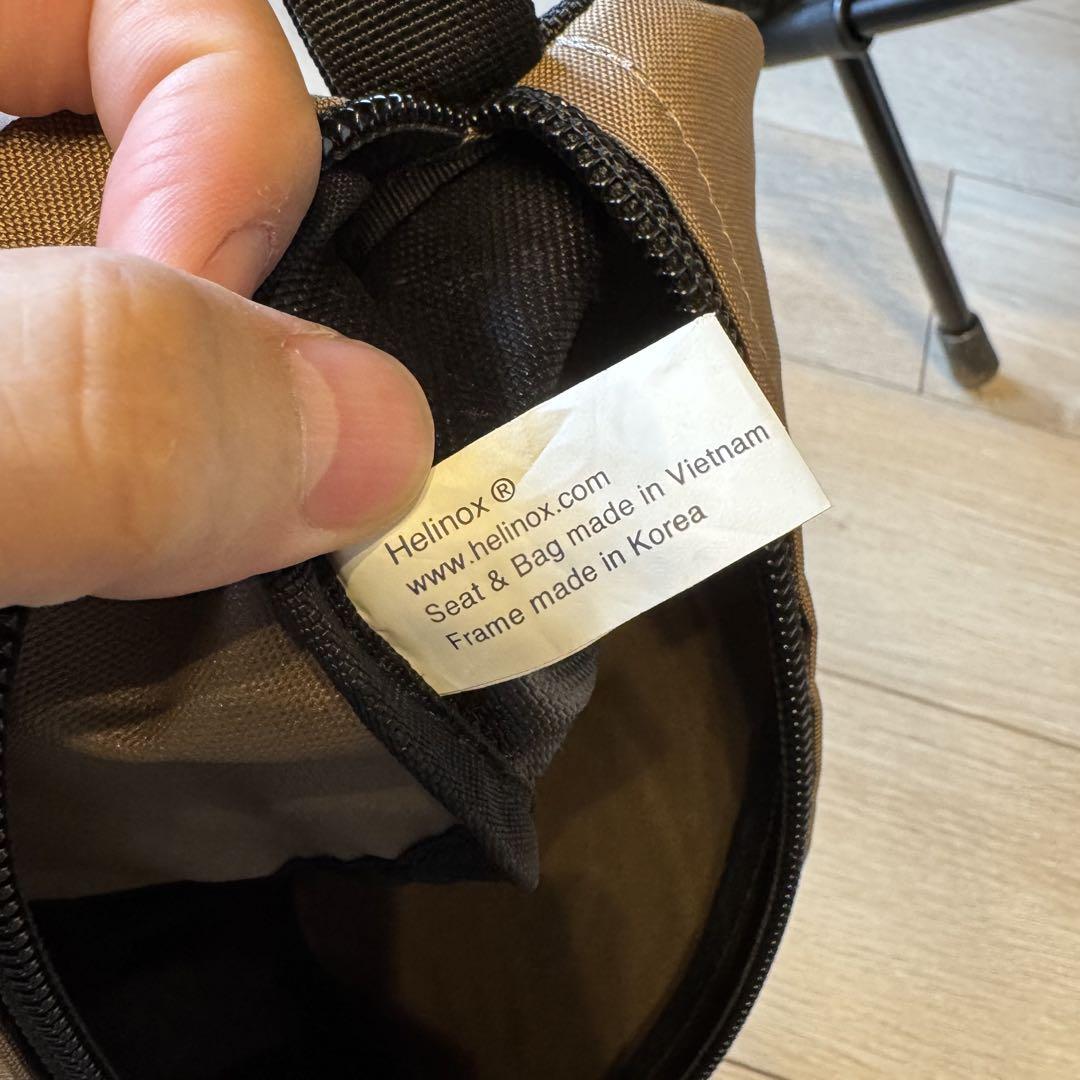 Helinox ®
www.helinox.com
Seat & Bag made in Vietnam
Frame made in Korea